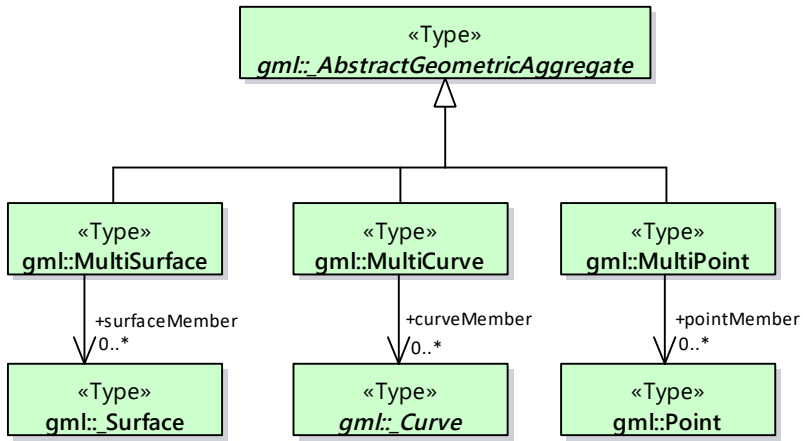 «Type»
gml::_AbstractGeometricAggregate
«Type»
gml::MultiSurface
«Type»
gml::MultiCurve
«Type»
gml::MultiPoint
+surfaceMember
0..*
+curveMember
0..*
+pointMember
0..*
«Type»
gml::_Surface
«Type»
gml::_Curve
«Type»
gml::Point